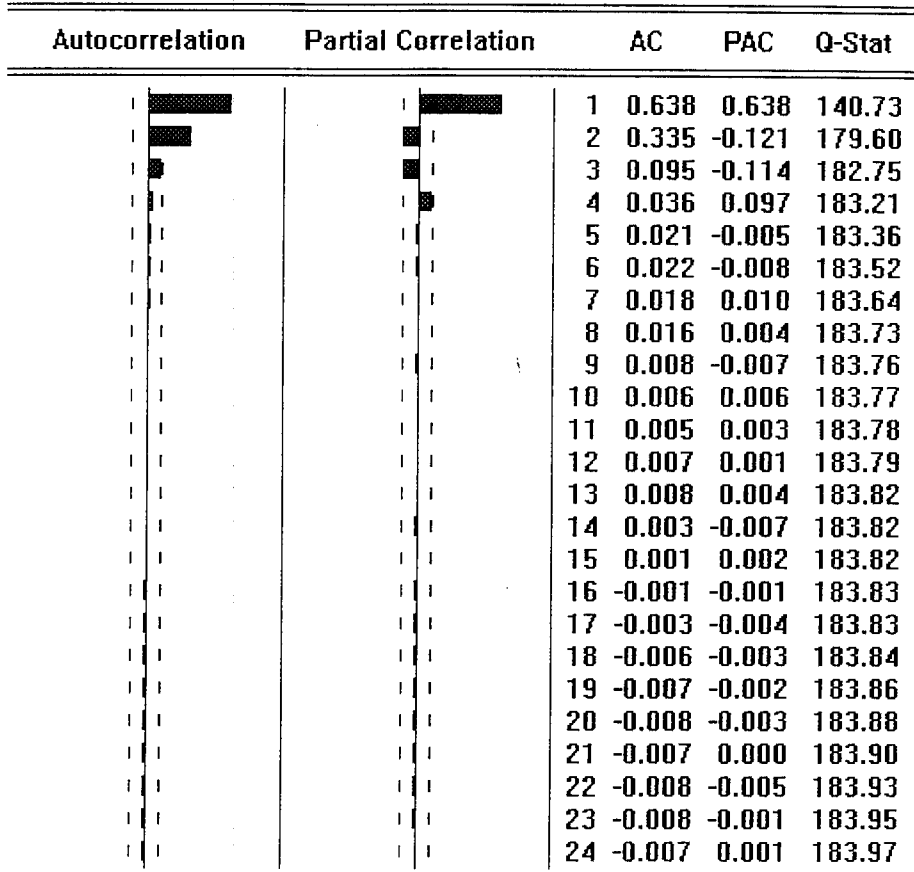 Autocorrelation Partial Correlation AC PAC Q-Stat
1 0.638 0.638 140.73
2 0.335 -0.121 179.60
3 0.095 -0.114 182.75
4 0.036 0.097 183.21
5 0.021 -0.005 183.36
6 0.022 -0.008 183.52
7 0.018 0.010 183.64
8 0.016 0.004 183.73
9 0.008 -0.007 183.76
10 0.006 0.006 183.77
11 0.005 0.003 183.78
12 0.007 0.001 183.79
13 0.008 0.004 183.82
14 0.003 -0.007 183.82
15 0.001 0.002 183.82
16 -0.001 -0.001 183.83
17 -0.003 -0.004 183.83
18 -0.006 -0.003 183.84
19 -0.007 -0.002 183.86
20 -0.008 -0.003 183.88
21 -0.007 0.000 183.90
22 -0.008 -0.005 183.93
23 -0.008 -0.001 183.95
24 -0.007 0.001 183.97